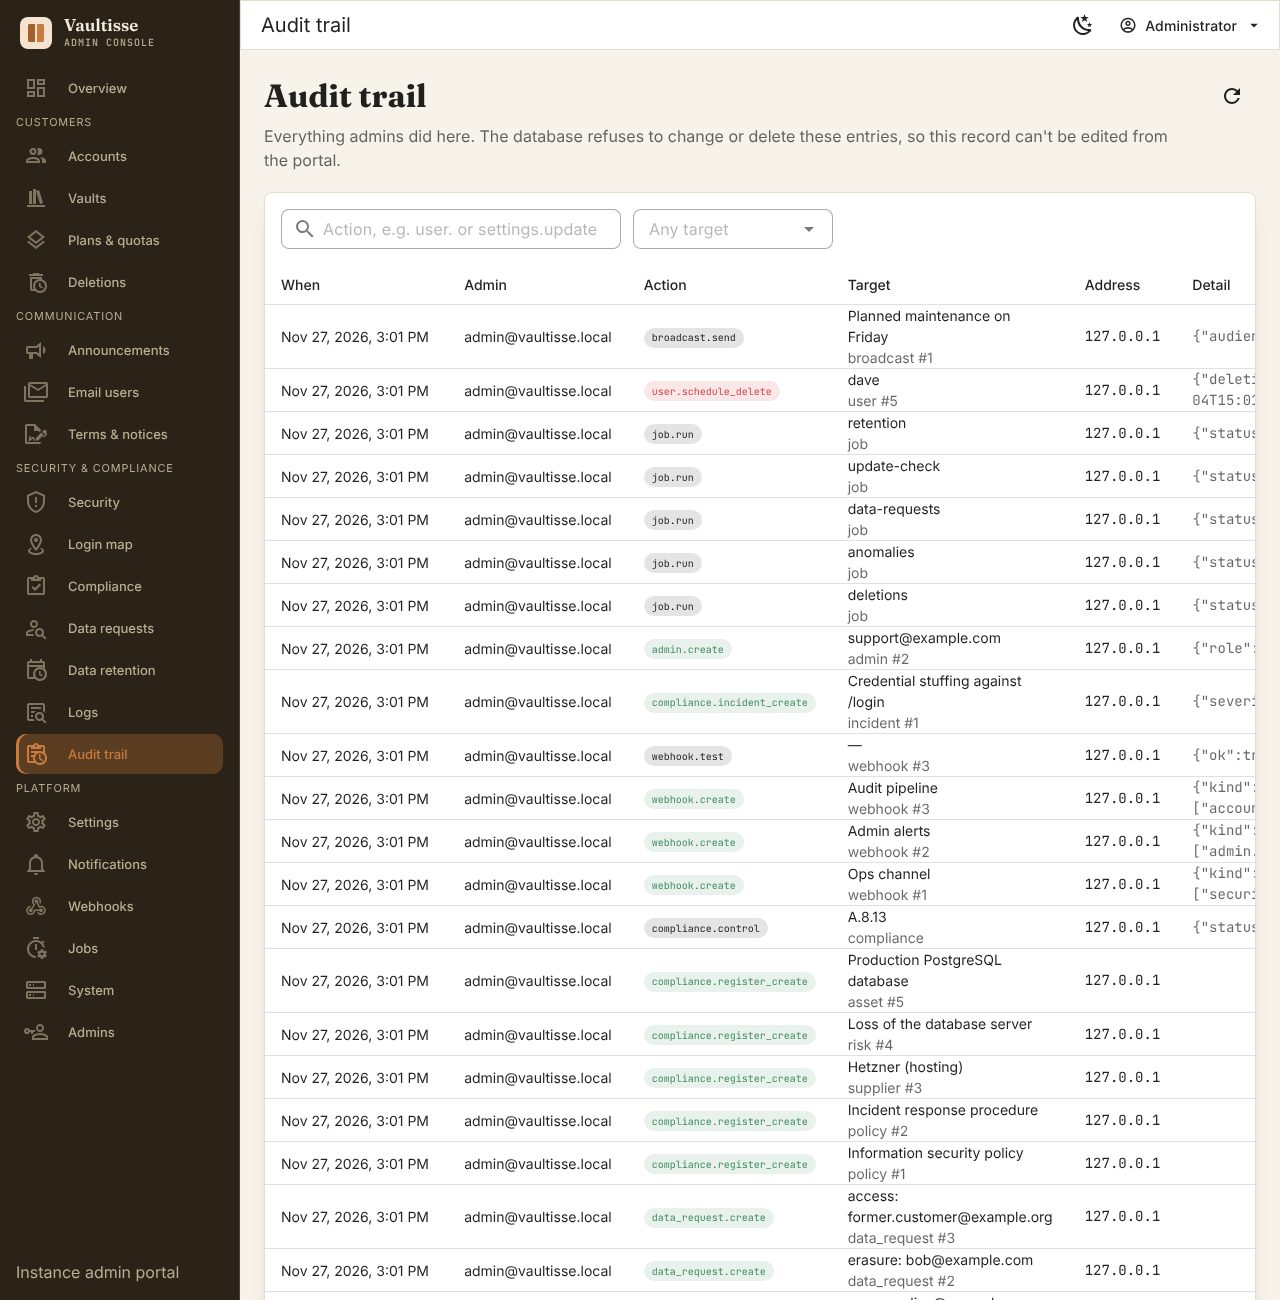 Vaultisse
ADMIN CONSOLE
Overview
CUSTOMERS
Accounts
Vaults
Plans & quotas
Deletions
COMMUNICATION
Announcements
Email users
Terms & notices
SECURITY & COMPLIANCE
Security
Login map
Compliance
Data requests
Data retention
Logs
Audit trail
PLATFORM
Settings
Notifications
Webhooks
Jobs
System
Admins
Instance admin portal
Audit trail
Administrator
Audit trail
Everything admins did here. The database refuses to change or delete these entries, so this record can't be edited from
the portal.
Action, e.g. user. or settings.update
Any target
When Admin Action Target Address Detail
Nov 27, 2026, 3:01 PM admin@vaultisse.local broadcast.send Planned maintenance on
Friday
broadcast #1 127.0.0.1 {"audien
Nov 27, 2026, 3:01 PM admin@vaultisse.local user.schedule_delete dave
user #5 127.0.0.1 {"deleti
04T15:01
Nov 27, 2026, 3:01 PM admin@vaultisse.local job.run retention
job 127.0.0.1 {"status
Nov 27, 2026, 3:01 PM admin@vaultisse.local job.run update-check
job 127.0.0.1 {"status
Nov 27, 2026, 3:01 PM admin@vaultisse.local job.run data-requests
job 127.0.0.1 {"status
Nov 27, 2026, 3:01 PM admin@vaultisse.local job.run anomalies
job 127.0.0.1 {"status
Nov 27, 2026, 3:01 PM admin@vaultisse.local job.run deletions
job 127.0.0.1 {"status
Nov 27, 2026, 3:01 PM admin@vaultisse.local admin.create support@example.com
admin #2 127.0.0.1 {"role":
Nov 27, 2026, 3:01 PM admin@vaultisse.local compliance.incident_create Credential stuffing against
/login
incident #1 127.0.0.1 {"severi
Nov 27, 2026, 3:01 PM admin@vaultisse.local webhook.test —
webhook #3 127.0.0.1 {"ok":tr
Nov 27, 2026, 3:01 PM admin@vaultisse.local webhook.create Audit pipeline
webhook #3 127.0.0.1 {"kind":
["accoun
Nov 27, 2026, 3:01 PM admin@vaultisse.local webhook.create Admin alerts
webhook #2 127.0.0.1 {"kind":
["admin.
Nov 27, 2026, 3:01 PM admin@vaultisse.local webhook.create Ops channel
webhook #1 127.0.0.1 {"kind":
["securi
Nov 27, 2026, 3:01 PM admin@vaultisse.local compliance.control A.8.13
compliance 127.0.0.1 {"status
Nov 27, 2026, 3:01 PM admin@vaultisse.local compliance.register_create Production PostgreSQL
database
asset #5 127.0.0.1
Nov 27, 2026, 3:01 PM admin@vaultisse.local compliance.register_create Loss of the database server
risk #4 127.0.0.1
Nov 27, 2026, 3:01 PM admin@vaultisse.local compliance.register_create Hetzner (hosting)
supplier #3 127.0.0.1
Nov 27, 2026, 3:01 PM admin@vaultisse.local compliance.register_create Incident response procedure
policy #2 127.0.0.1
Nov 27, 2026, 3:01 PM admin@vaultisse.local compliance.register_create Information security policy
policy #1 127.0.0.1
Nov 27, 2026, 3:01 PM admin@vaultisse.local data_request.create access:
former.customer@example.org
data_request #3 127.0.0.1
Nov 27, 2026, 3:01 PM admin@vaultisse.local data_request.create erasure: bob@example.com
data_request #2 127.0.0.1